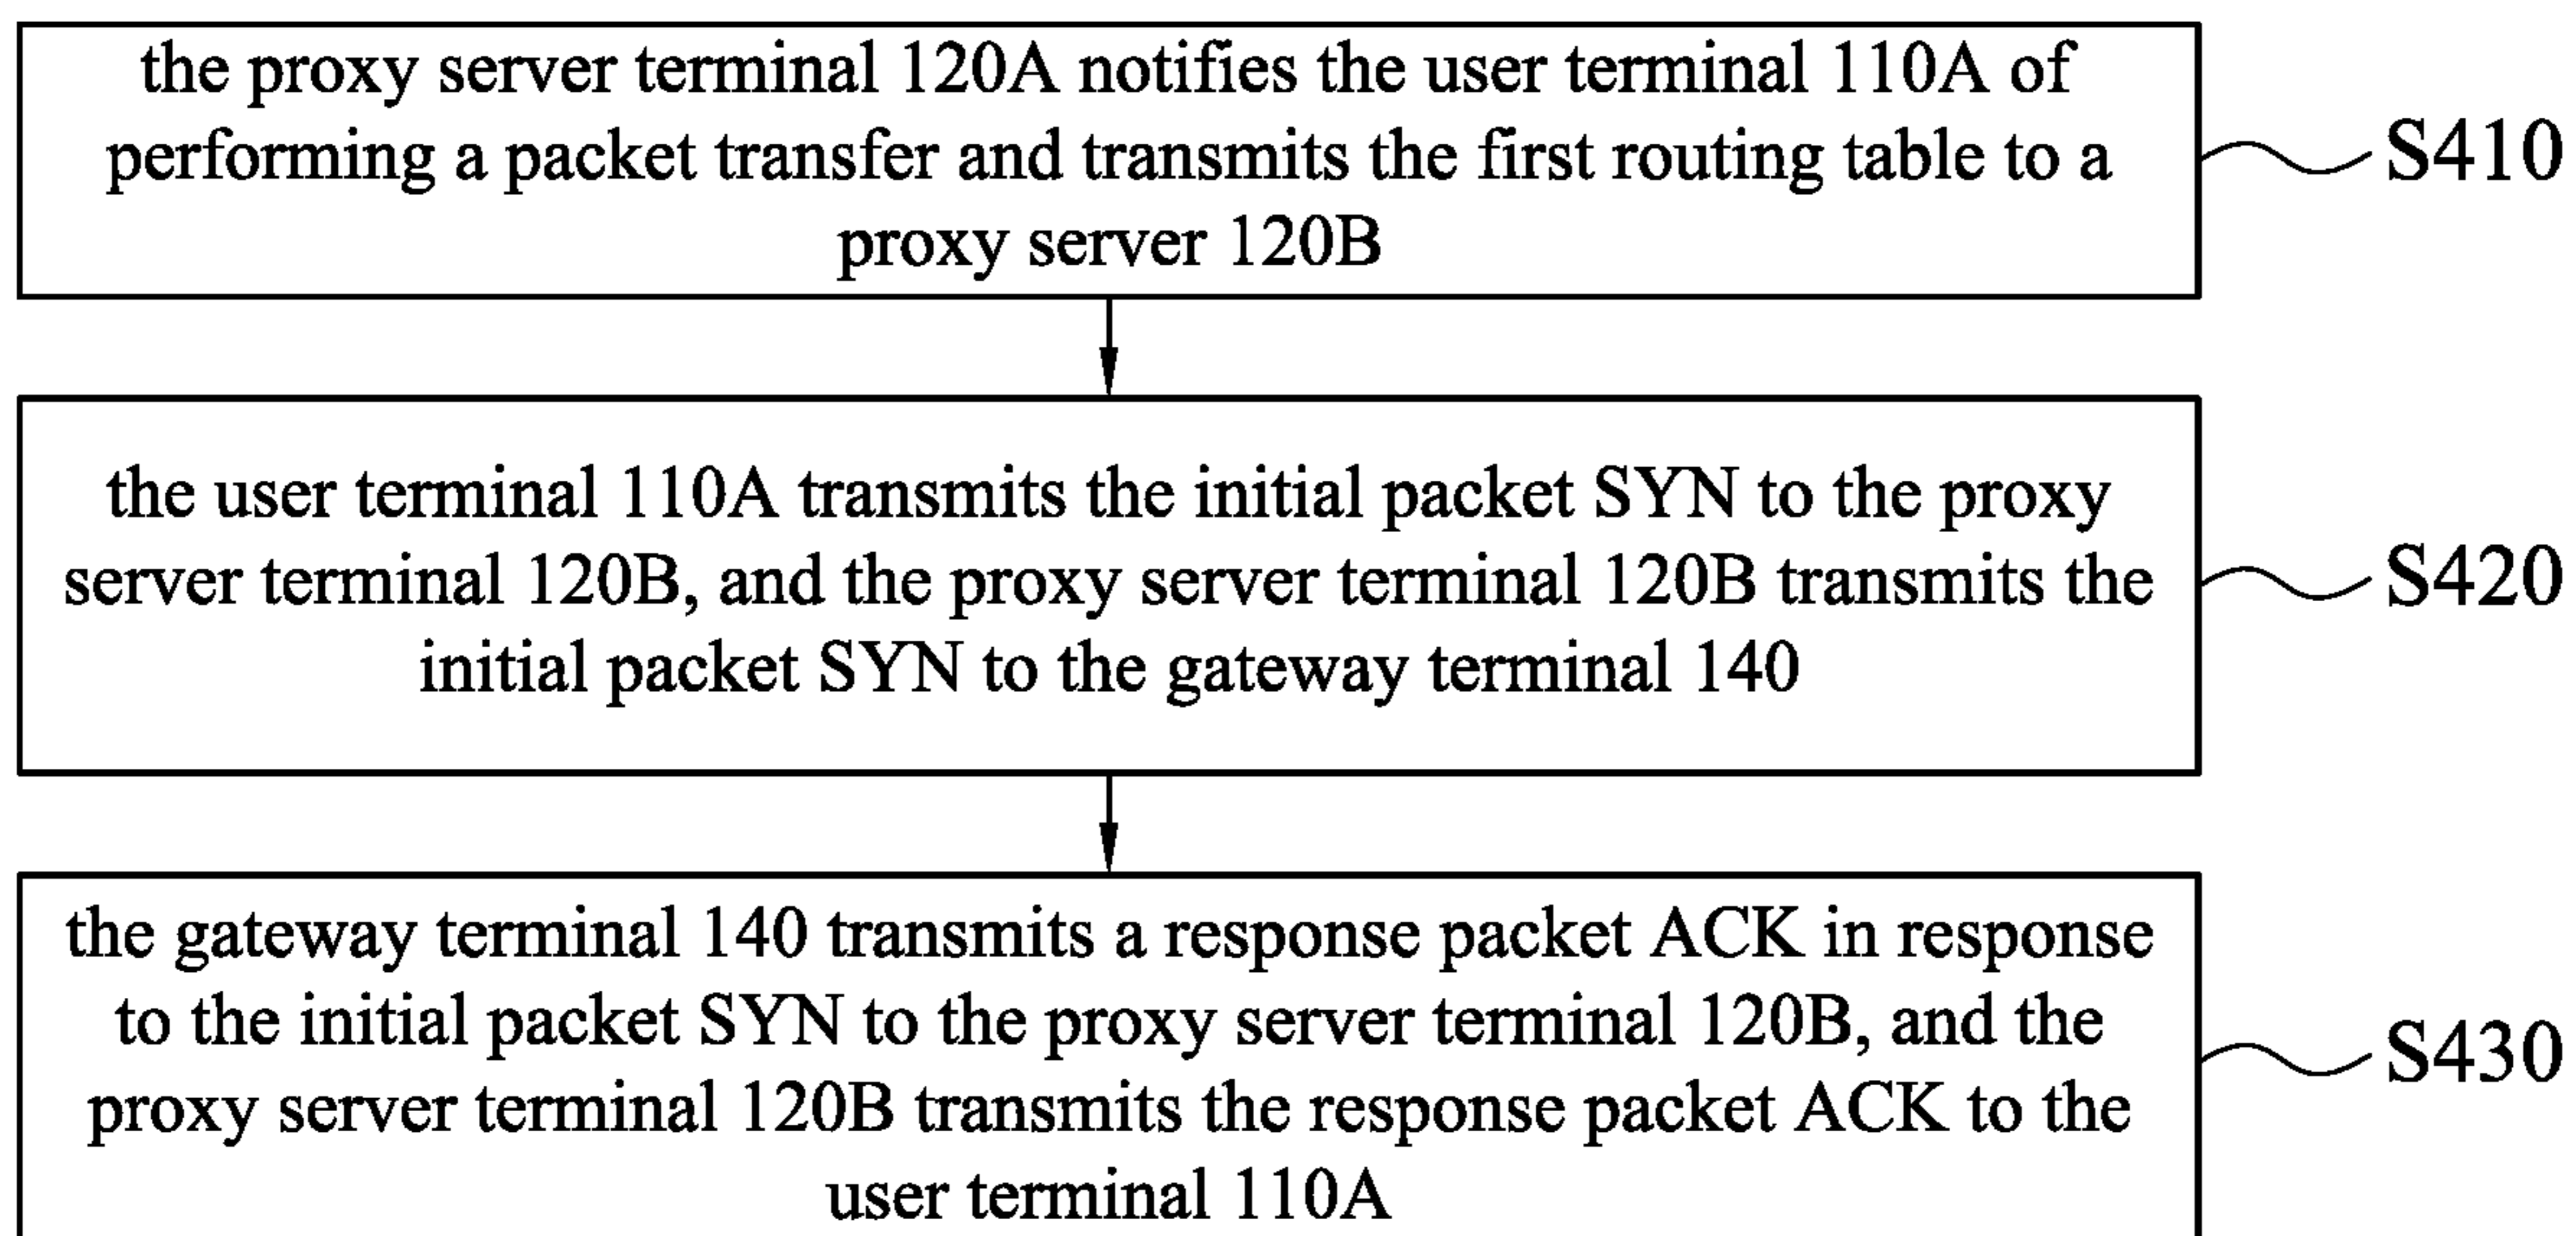 the proxy server terminal 120A notifies the user terminal 110A of
performing a packet transfer and transmits the first routing table to a
proxy server 120B
S410
the user terminal 110A transmits the initial packet SYN to the proxy
server terminal 120B, and the proxy server terminal 120B transmits the
initial packet SYN to the gateway terminal 140
S420
the gateway terminal 140 transmits a response packet ACK in response
to the initial packet SYN to the proxy server terminal 120B, and the
proxy server terminal 120B transmits the response packet ACK to the
user terminal 110A
S430